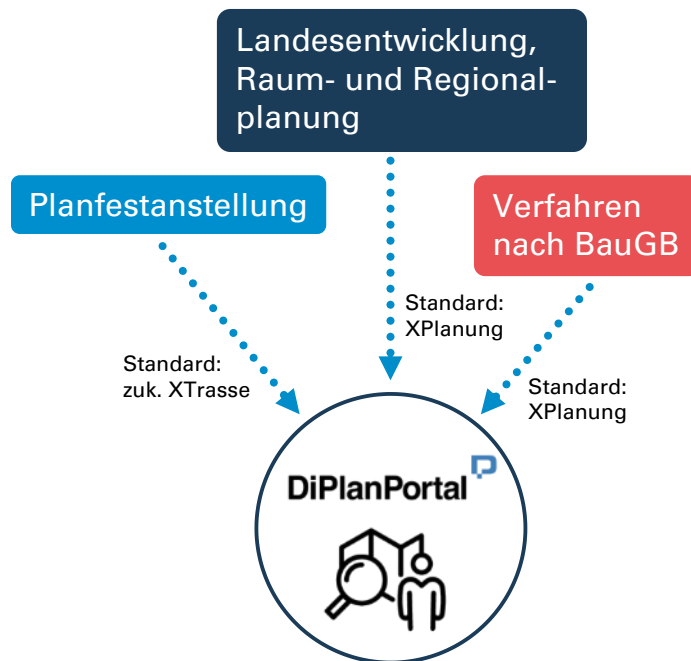 Landesentwicklung,
Raum- und Regional-
planung
Planfestanstellung
Verfahren
nach BauGB
Standard:
XPlanung
Standard:
zuk. XTrasse
Standard:
XPlanung
DiPlanPortal